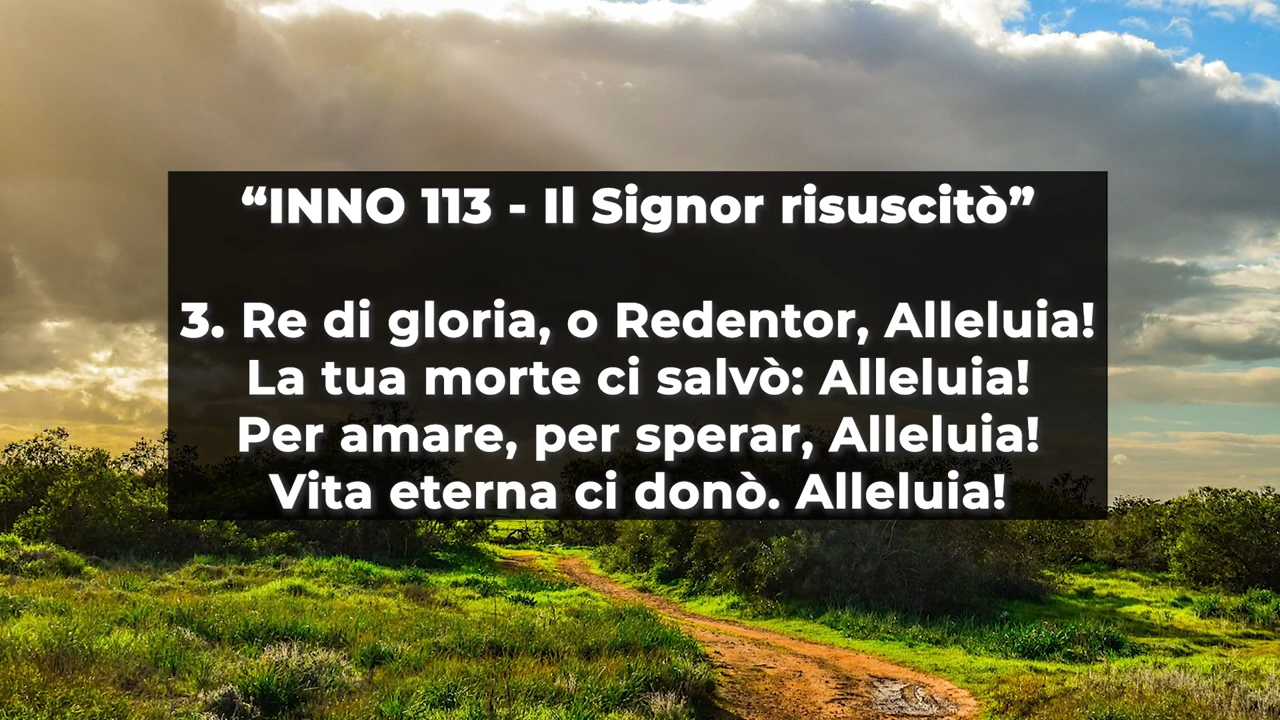 “INNO 113 - Il Signor risuscitò”
3. Re di gloria, o Redentor, Alleluia!
La tua morte ci salvò: Alleluia!
Per amare, per sperar, Alleluia!
Vita eterna ci donò. Alleluia!